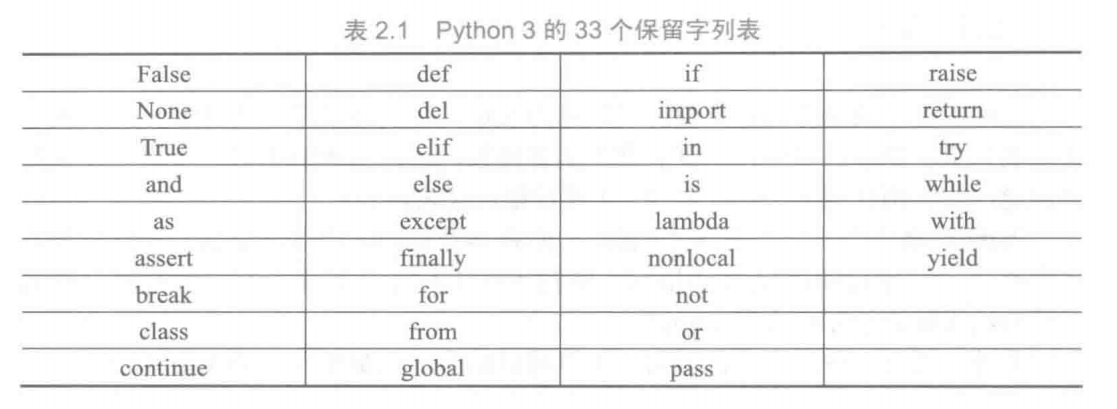 表 2.1 Python 3 的 33 个保留字列表
False def if raise
None del import return
True elif in try
and else is while
as except lambda with
assert finally nonlocal yield
break for not
class from or
continue global pass